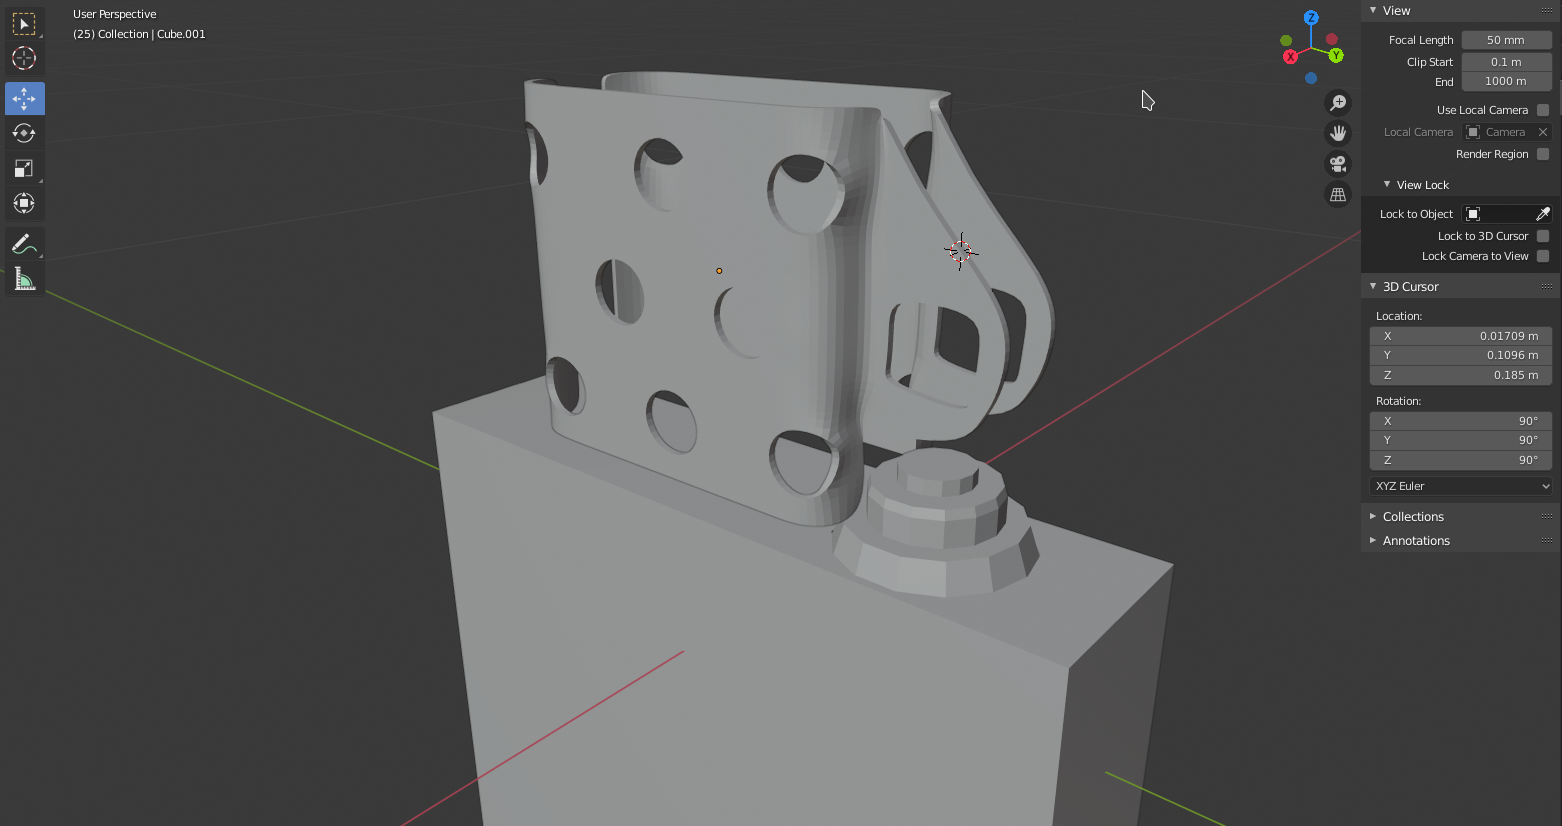 User Perspective
(25) Collection | Cube.001
Z
X
Y
View
Focal Length 50 mm
Clip Start 0.1 m
End 1000 m
Use Local Camera
Local Camera Camera
Render Region
View Lock
Lock to Object
Lock to 3D Cursor
Lock Camera to View
3D Cursor
Location:
X 0.01709 m
Y 0.1096 m
Z 0.185 m
Rotation:
X 90°
Y 90°
Z 90°
XYZ Euler
Collections
Annotations